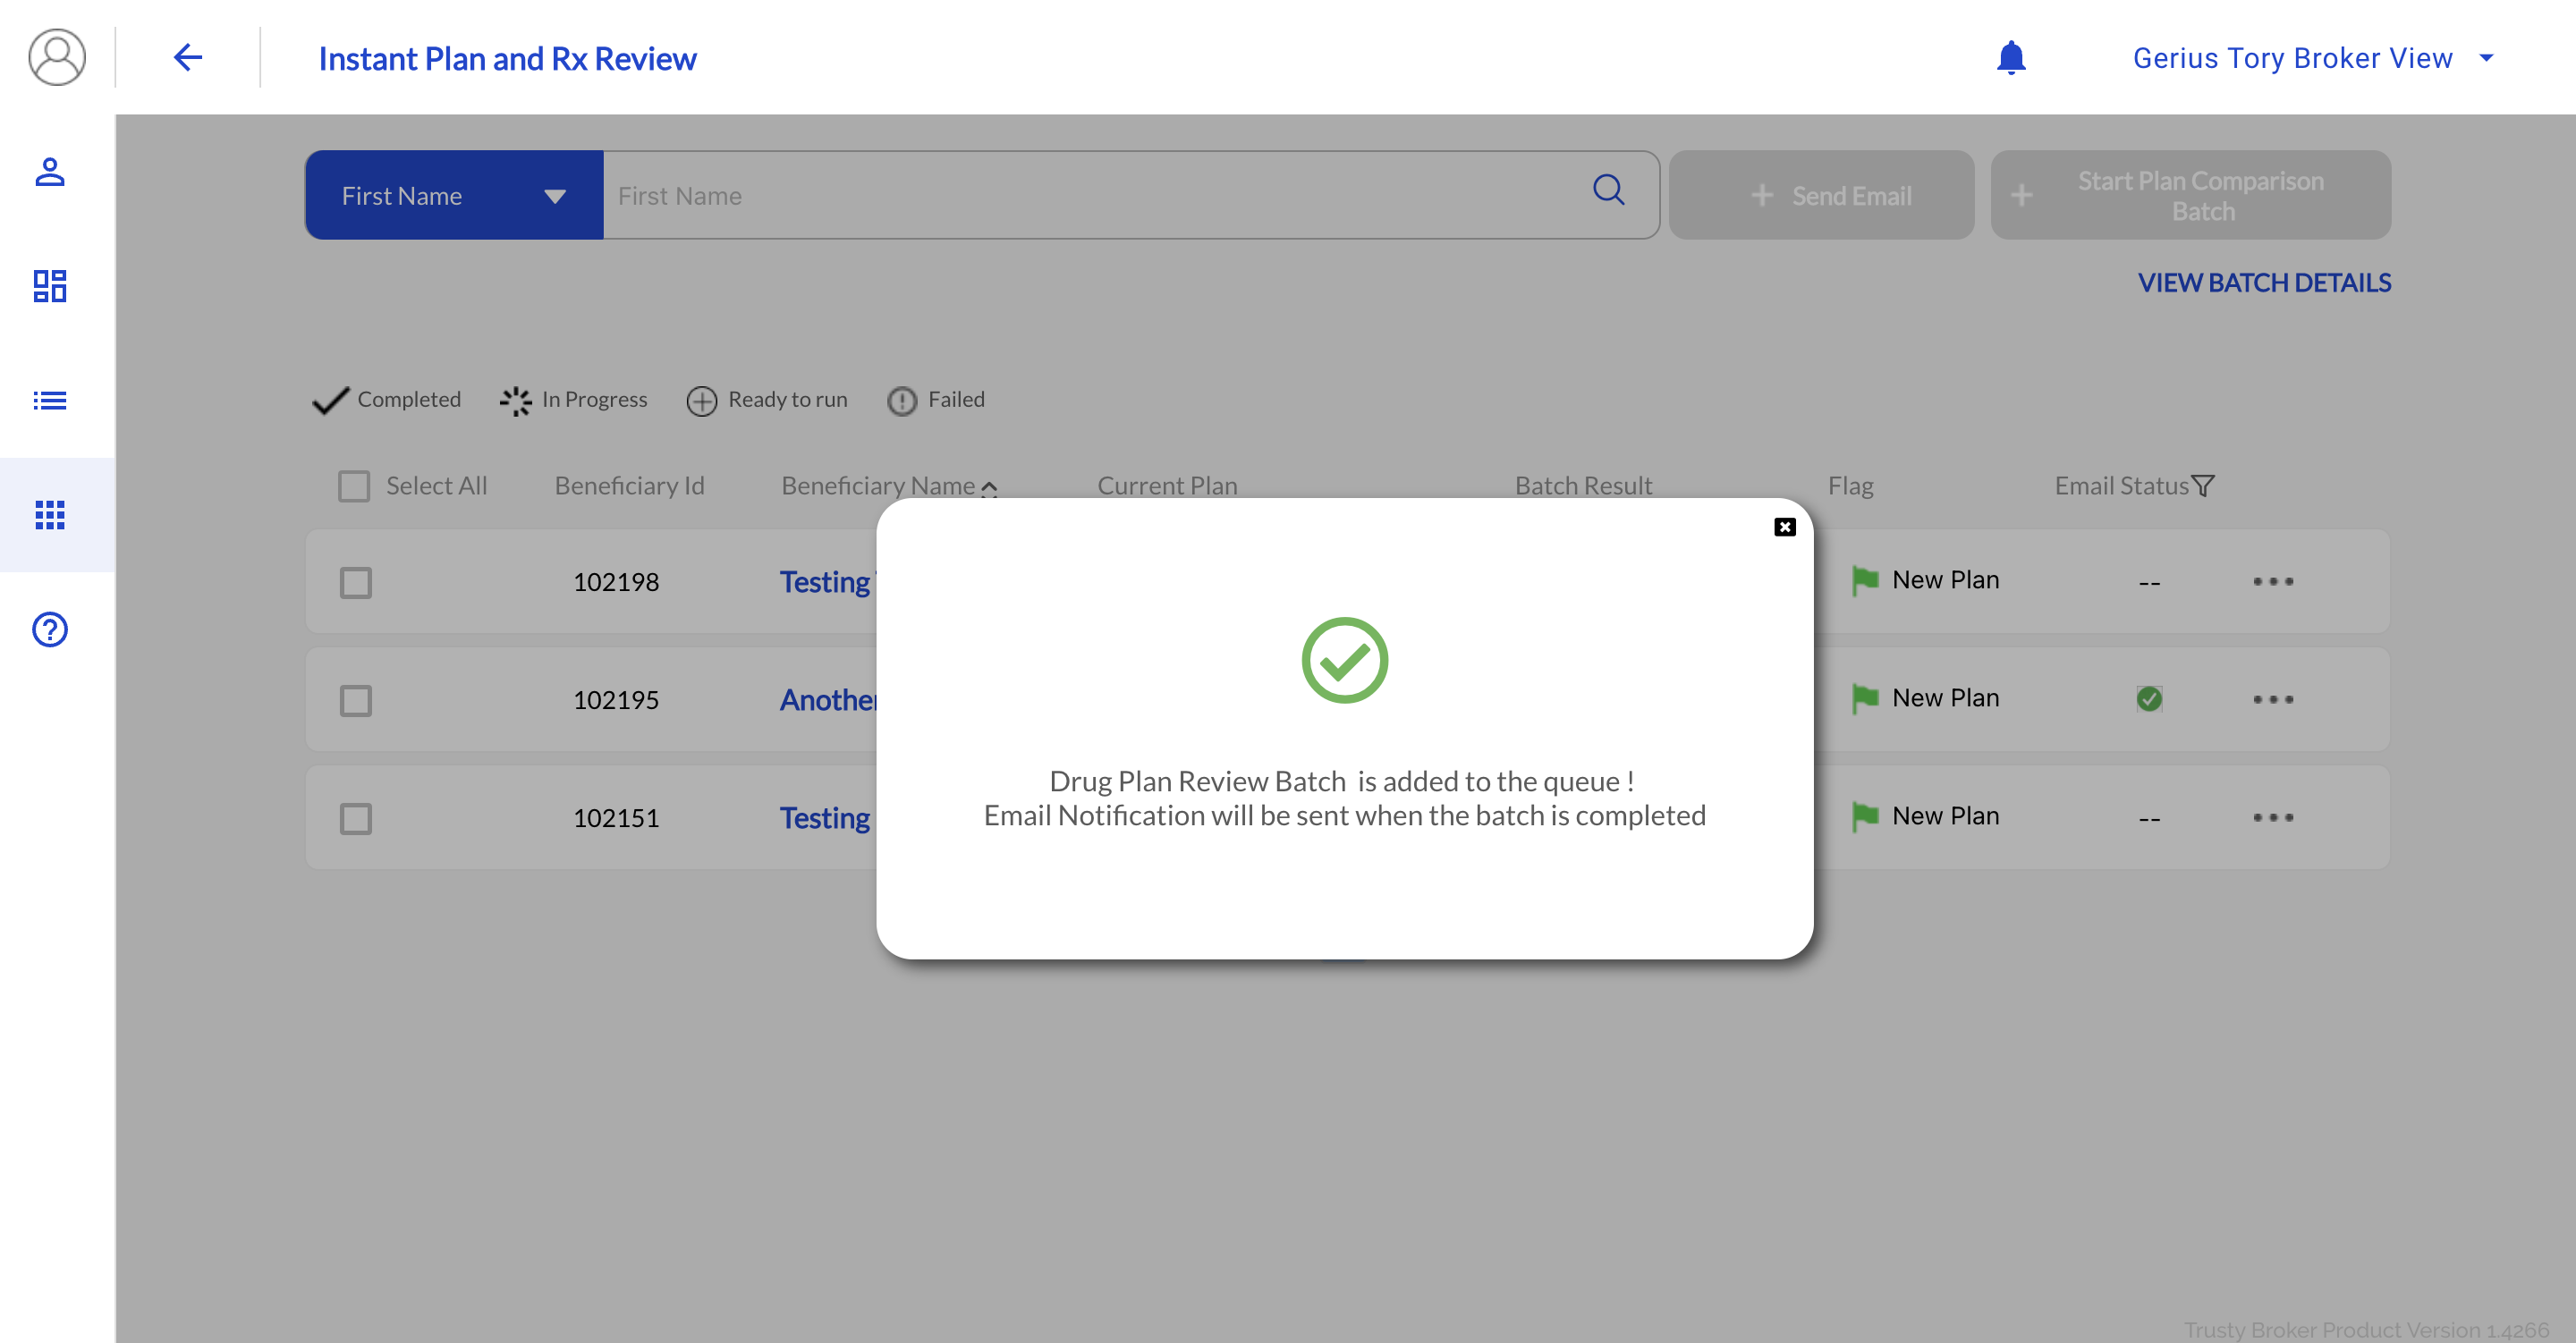 Instant Plan and Rx Review
Gerius Tory Broker View
First Name
First Name
+ Send Email
+ Start Plan Comparison
Batch
VIEW BATCH DETAILS
Completed
In Progress
Ready to run
Failed
Select All
Beneficiary Id
Beneficiary Name
Current Plan
Batch Result
Flag
Email Status
102198
Testing
New Plan
--
102195
Another
New Plan
102151
Testing
New Plan
--
Drug Plan Review Batch is added to the queue !
Email Notification will be sent when the batch is completed
Trusty Broker Product Version 1.4266